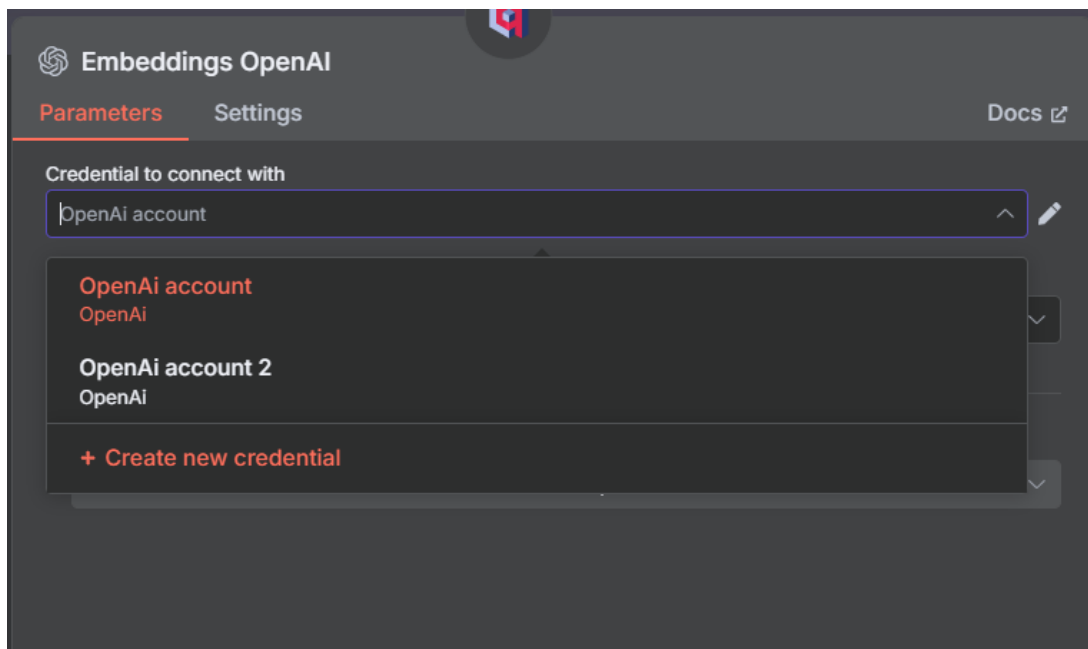 Embeddings OpenAI
Parameters Settings Docs
Credential to connect with
OpenAi account
OpenAi account
OpenAi
OpenAi account 2
OpenAi
+ Create new credential